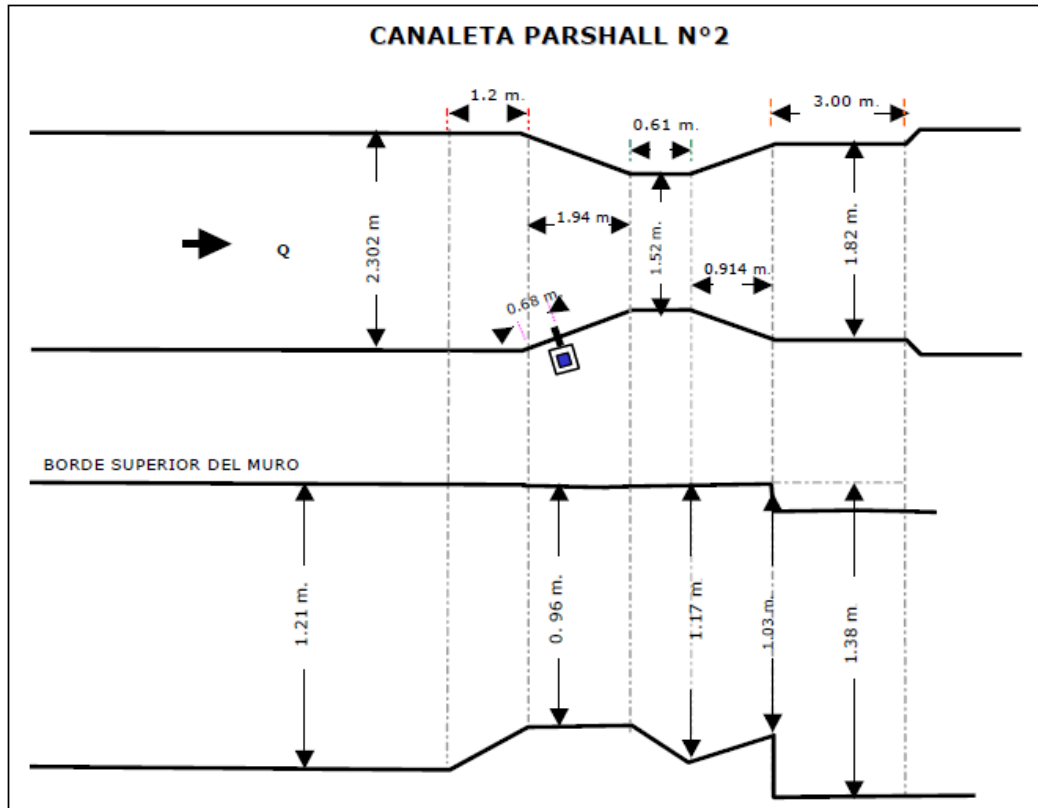 CANALETA PARSHALL N°2
1.2 m.
3.00 m.
0.61 m.
2.302 m
Q
1.94 m.
1.52 m.
0.914 m.
1.82 m.
0.68 m.
BORDE SUPERIOR DEL MURO
1.21 m.
0. 96 m.
1.17 m.
1.03 m.
1.38 m.